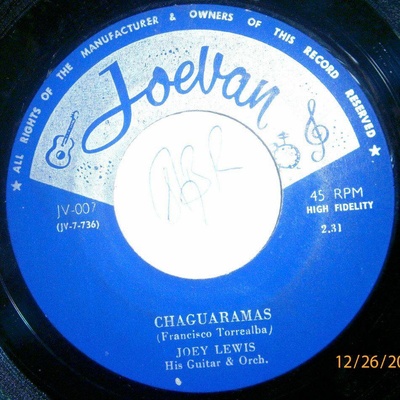 ★ ALL RIGHTS OF THE MANUFACTURER & OWNERS OF THIS RECORD RESERVED ★
Joevan
JV-007
(JV-7-736)
45 RPM
HIGH FIDELITY
2.31
CHAGUARAMAS
(Francisco Torrealba)
JOEY LEWIS
His Guitar & Orch.
12/26/20